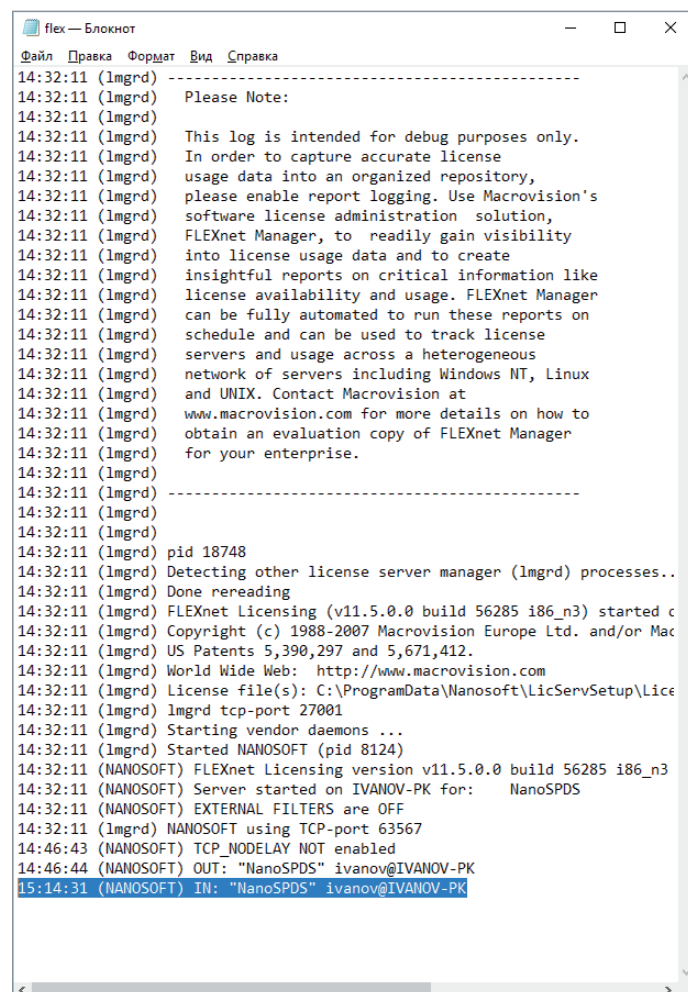 flex — Блокнот
Файл Правка Формат Вид Справка
14:32:11 (lmgrd) -----------------------------------------------
14:32:11 (lmgrd)   Please Note:
14:32:11 (lmgrd)
14:32:11 (lmgrd)   This log is intended for debug purposes only.
14:32:11 (lmgrd)   In order to capture accurate license
14:32:11 (lmgrd)   usage data into an organized repository,
14:32:11 (lmgrd)   please enable report logging. Use Macrovision's
14:32:11 (lmgrd)   software license administration  solution,
14:32:11 (lmgrd)   FLEXnet Manager, to  readily gain visibility
14:32:11 (lmgrd)   into license usage data and to create
14:32:11 (lmgrd)   insightful reports on critical information like
14:32:11 (lmgrd)   license availability and usage. FLEXnet Manager
14:32:11 (lmgrd)   can be fully automated to run these reports on
14:32:11 (lmgrd)   schedule and can be used to track license
14:32:11 (lmgrd)   servers and usage across a heterogeneous
14:32:11 (lmgrd)   network of servers including Windows NT, Linux
14:32:11 (lmgrd)   and UNIX. Contact Macrovision at
14:32:11 (lmgrd)   www.macrovision.com for more details on how to
14:32:11 (lmgrd)   obtain an evaluation copy of FLEXnet Manager
14:32:11 (lmgrd)   for your enterprise.
14:32:11 (lmgrd)
14:32:11 (lmgrd) -----------------------------------------------
14:32:11 (lmgrd)
14:32:11 (lmgrd)
14:32:11 (lmgrd) pid 18748
14:32:11 (lmgrd) Detecting other license server manager (lmgrd) processes..
14:32:11 (lmgrd) Done rereading
14:32:11 (lmgrd) FLEXnet Licensing (v11.5.0.0 build 56285 i86_n3) started
14:32:11 (lmgrd) Copyright (c) 1988-2007 Macrovision Europe Ltd. and/or Mac
14:32:11 (lmgrd) US Patents 5,390,297 and 5,671,412.
14:32:11 (lmgrd) World Wide Web:  http://www.macrovision.com
14:32:11 (lmgrd) License file(s): C:\ProgramData\Nanosoft\LicServSetup\Lice
14:32:11 (lmgrd) lmgrd tcp-port 27001
14:32:11 (lmgrd) Starting vendor daemons ...
14:32:11 (lmgrd) Started NANOSOFT (pid 8124)
14:32:11 (NANOSOFT) FLEXnet Licensing version v11.5.0.0 build 56285 i86_n3
14:32:11 (NANOSOFT) Server started on IVANOV-PK for:    NanoSPDS
14:32:11 (NANOSOFT) EXTERNAL FILTERS are OFF
14:32:11 (lmgrd) NANOSOFT using TCP-port 63567
14:46:43 (NANOSOFT) TCP_NODELAY NOT enabled
14:46:44 (NANOSOFT) OUT: "NanoSPDS" ivanov@IVANOV-PK
15:14:31 (NANOSOFT) IN: "NanoSPDS" ivanov@IVANOV-PK